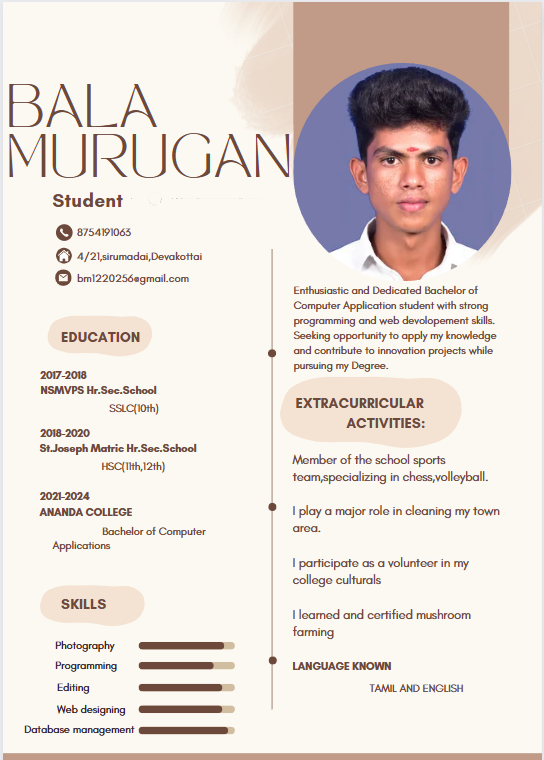 BALA
MURUGAN
Student
8754191063
4/21,sirumadai,Devakottai
bm1220256@gmail.com
EDUCATION
2017-2018
NSMVPS Hr.Sec.School
SSLC(10th)
2018-2020
St.Joseph Matric Hr.Sec.School
HSC(11th,12th)
2021-2024
ANANDA COLLEGE
Bachelor of Computer
Applications
SKILLS
Photography
Programming
Editing
Web designing
Database management
Enthusiastic and Dedicated Bachelor of
Computer Application student with strong
programming and web developement skills.
Seeking opportunity to apply my knowledge
and contribute to innovation projects while
pursuing my Degree.
EXTRACURRICULAR
ACTIVITIES:
Member of the school sports
team,specializing in chess,volleyball.
I play a major role in cleaning my town
area.
I participate as a volunteer in my
college culturals
I learned and certified mushroom
farming
LANGUAGE KNOWN
TAMIL AND ENGLISH